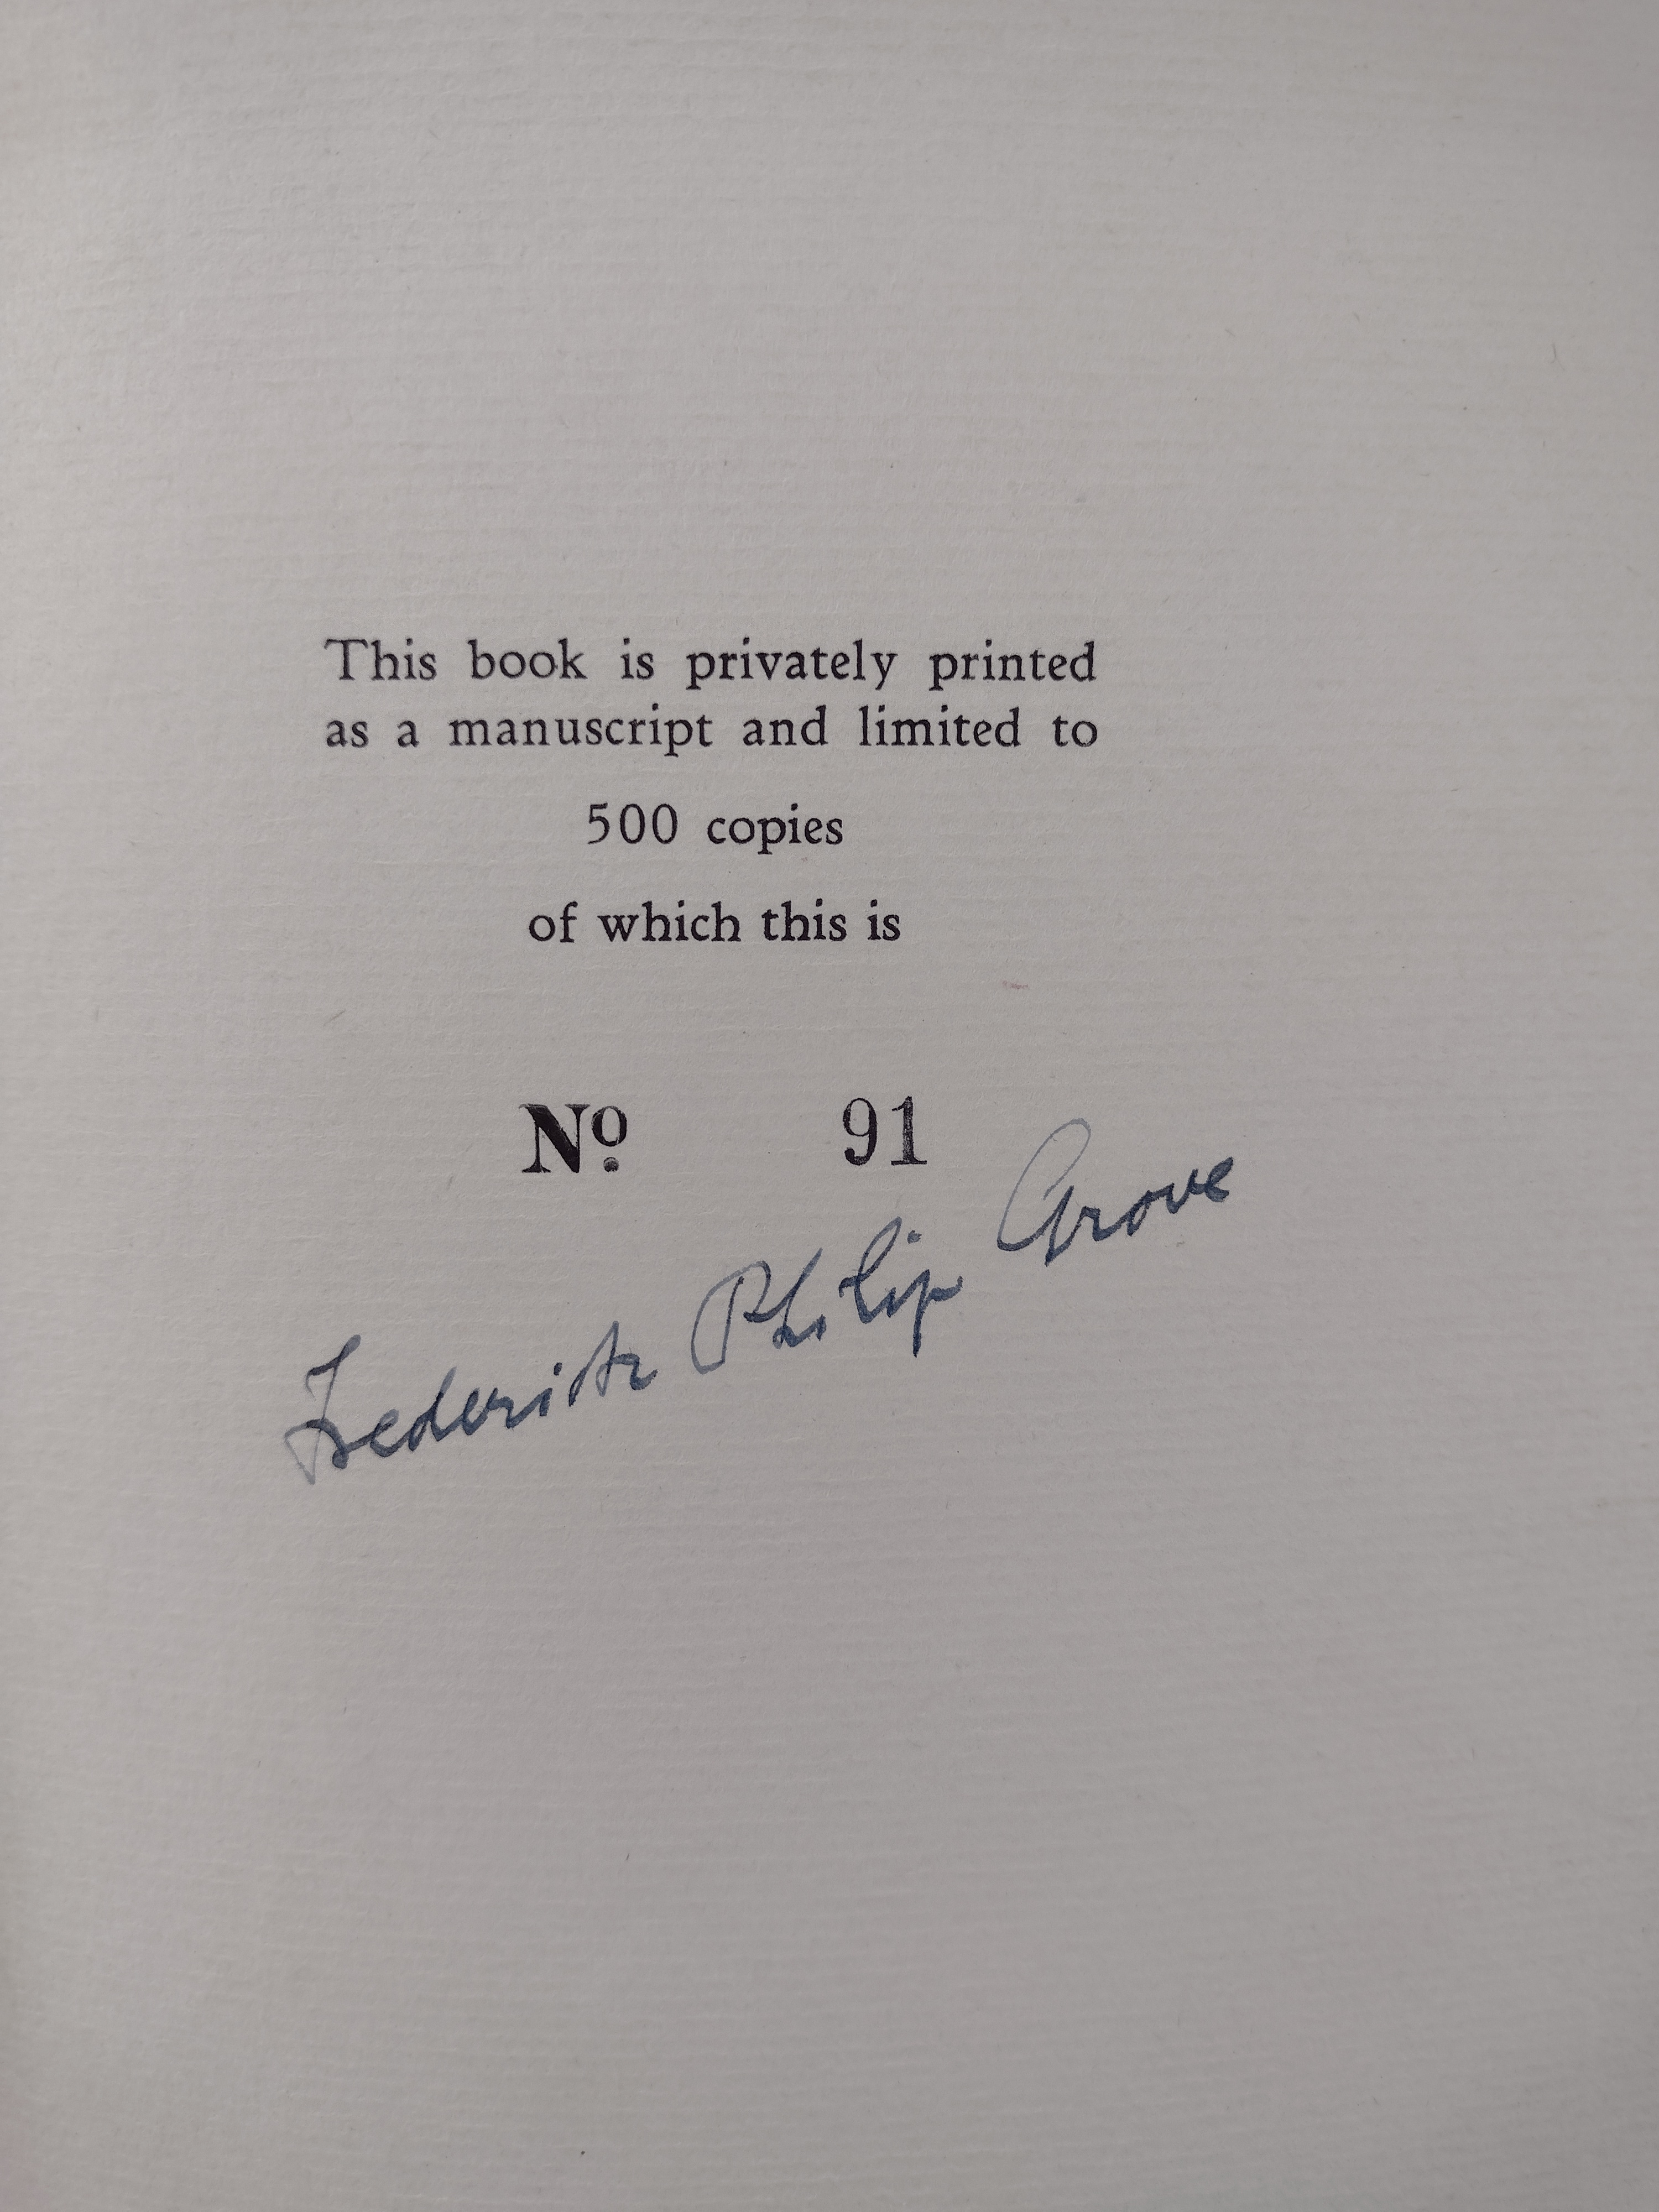 This book is privately printed
as a manuscript and limited to
500 copies
of which this is
Nº 91
Frederick Philip Grove